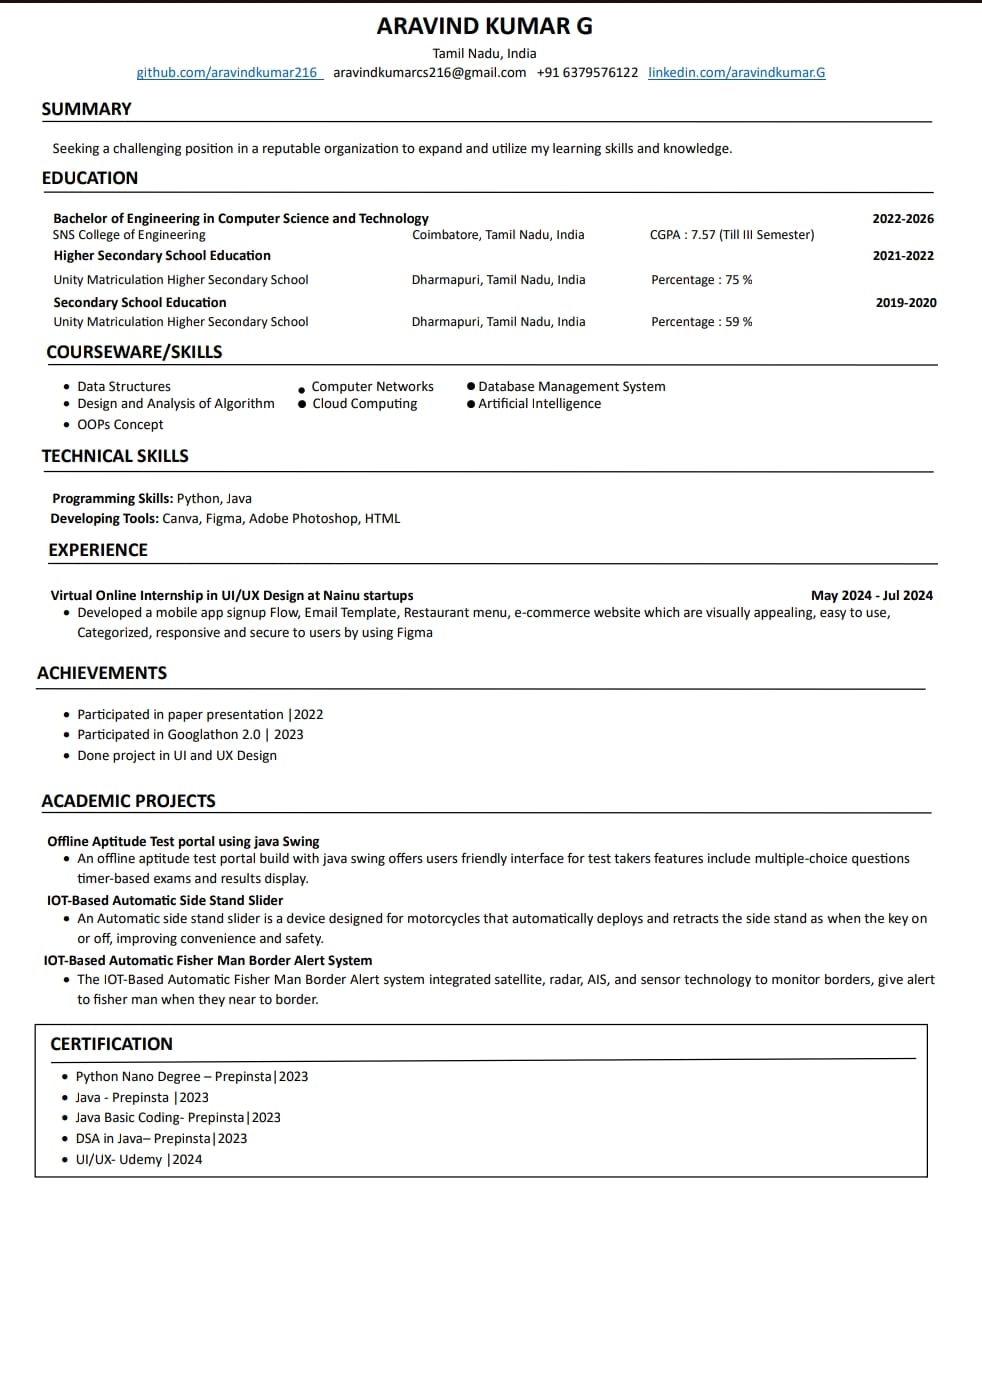 ARAVIND KUMAR G
Tamil Nadu, India
github.com/aravindkumar216 aravindkumarcs216@gmail.com +91 6379576122 linkedin.com/aravindkumar.G
SUMMARY
Seeking a challenging position in a reputable organization to expand and utilize my learning skills and knowledge.
EDUCATION
Bachelor of Engineering in Computer Science and Technology 2022-2026
SNS College of Engineering Coimbatore, Tamil Nadu, India CGPA : 7.57 (Till III Semester)
Higher Secondary School Education 2021-2022
Unity Matriculation Higher Secondary School Dharmapuri, Tamil Nadu, India Percentage : 75 %
Secondary School Education 2019-2020
Unity Matriculation Higher Secondary School Dharmapuri, Tamil Nadu, India Percentage : 59 %
COURSEWARE/SKILLS
• Data Structures • Computer Networks • Database Management System
• Design and Analysis of Algorithm • Cloud Computing • Artificial Intelligence
• OOPs Concept
TECHNICAL SKILLS
Programming Skills: Python, Java
Developing Tools: Canva, Figma, Adobe Photoshop, HTML
EXPERIENCE
Virtual Online Internship in UI/UX Design at Nainu startups May 2024 - Jul 2024
• Developed a mobile app signup Flow, Email Template, Restaurant menu, e-commerce website which are visually appealing, easy to use,
Categorized, responsive and secure to users by using Figma
ACHIEVEMENTS
• Participated in paper presentation |2022
• Participated in Googlathon 2.0 | 2023
• Done project in UI and UX Design
ACADEMIC PROJECTS
Offline Aptitude Test portal using java Swing
• An offline aptitude test portal build with java swing offers users friendly interface for test takers features include multiple-choice questions
timer-based exams and results display.
IOT-Based Automatic Side Stand Slider
• An Automatic side stand slider is a device designed for motorcycles that automatically deploys and retracts the side stand as when the key on
or off, improving convenience and safety.
IOT-Based Automatic Fisher Man Border Alert System
• The IOT-Based Automatic Fisher Man Border Alert system integrated satellite, radar, AIS, and sensor technology to monitor borders, give alert
to fisher man when they near to border.
CERTIFICATION
• Python Nano Degree – Prepinsta|2023
• Java - Prepinsta |2023
• Java Basic Coding- Prepinsta|2023
• DSA in Java– Prepinsta|2023
• UI/UX- Udemy |2024